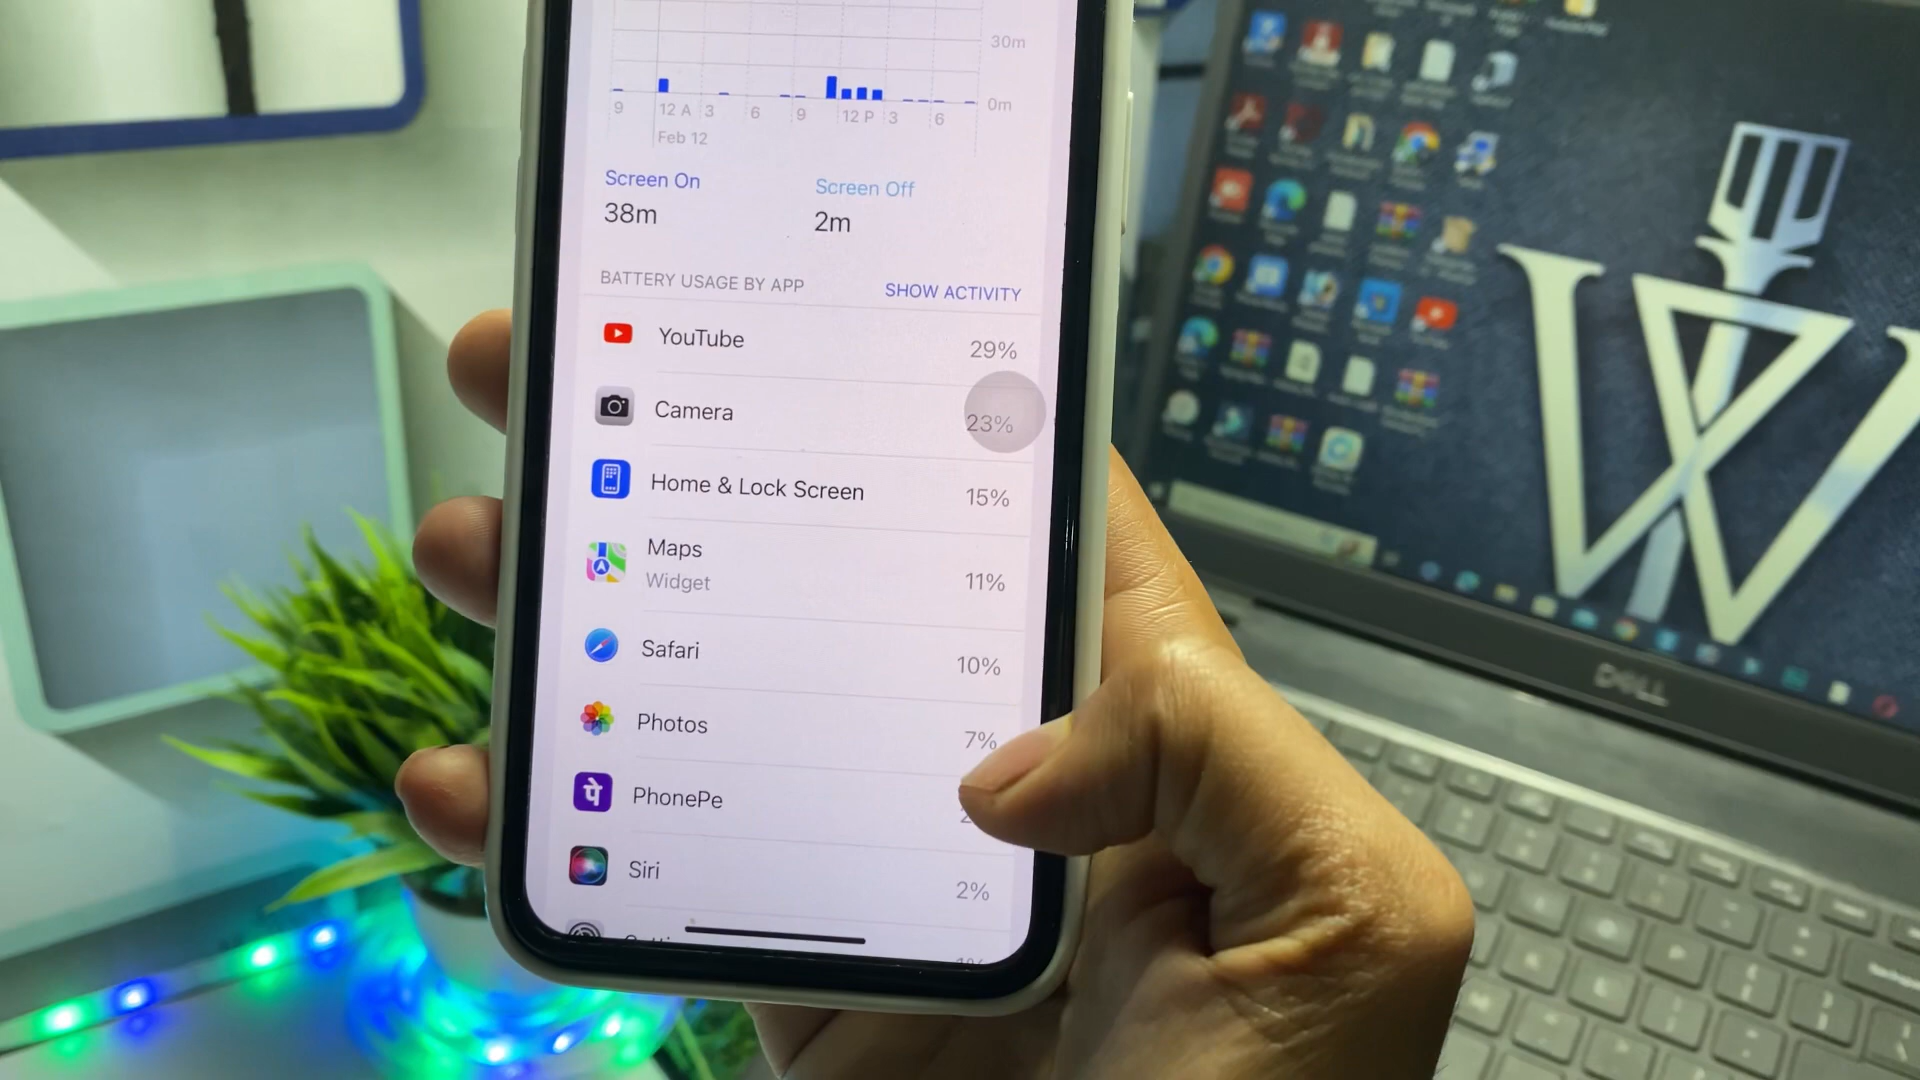 30m
0m
9 12 A 3 6 9 12 P 3 6
Feb 12
Screen On Screen Off
38m 2m
BATTERY USAGE BY APP SHOW ACTIVITY
YouTube 29%
Camera 23%
Home & Lock Screen 15%
Maps
Widget 11%
Safari 10%
Photos 7%
पे PhonePe
Siri 2%
DELL
W